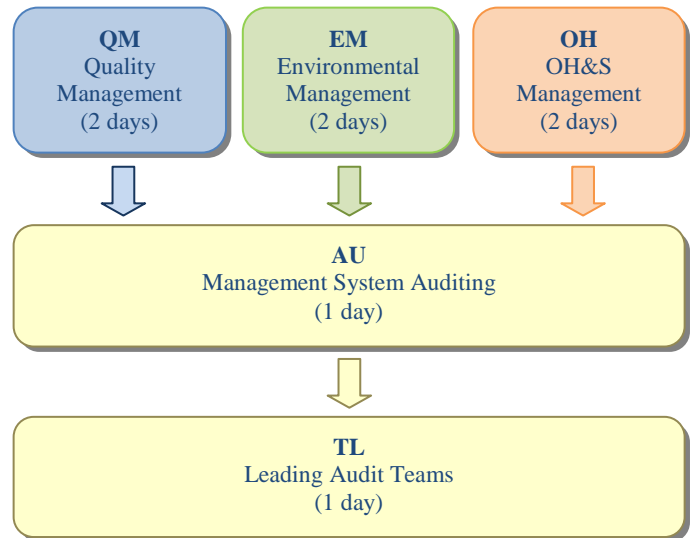 QM
Quality
Management
(2 days)
EM
Environmental
Management
(2 days)
OH
OH&S
Management
(2 days)
AU
Management System Auditing
(1 day)
TL
Leading Audit Teams
(1 day)